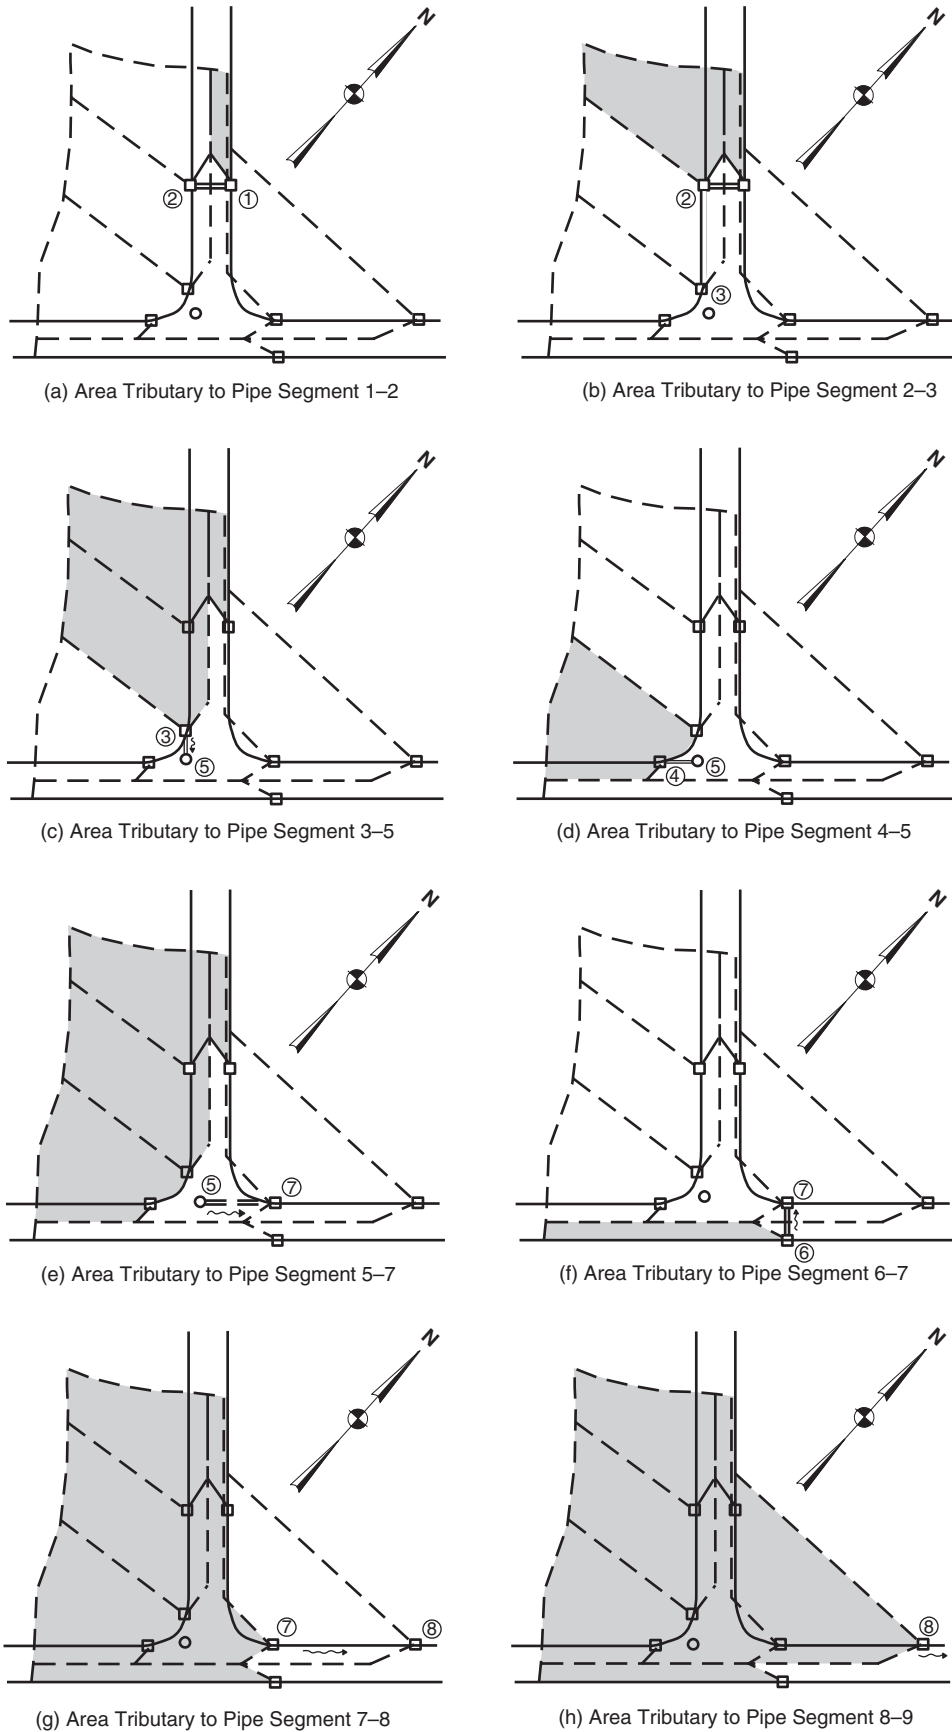 N
N
② ①
②
③
(a) Area Tributary to Pipe Segment 1–2
(b) Area Tributary to Pipe Segment 2–3
N
N
③
⑤
④ ⑤
(c) Area Tributary to Pipe Segment 3–5
(d) Area Tributary to Pipe Segment 4–5
N
N
⑤ ⑦
⑦
⑥
(e) Area Tributary to Pipe Segment 5–7
(f) Area Tributary to Pipe Segment 6–7
N
N
⑦ ⑧
⑧
(g) Area Tributary to Pipe Segment 7–8
(h) Area Tributary to Pipe Segment 8–9